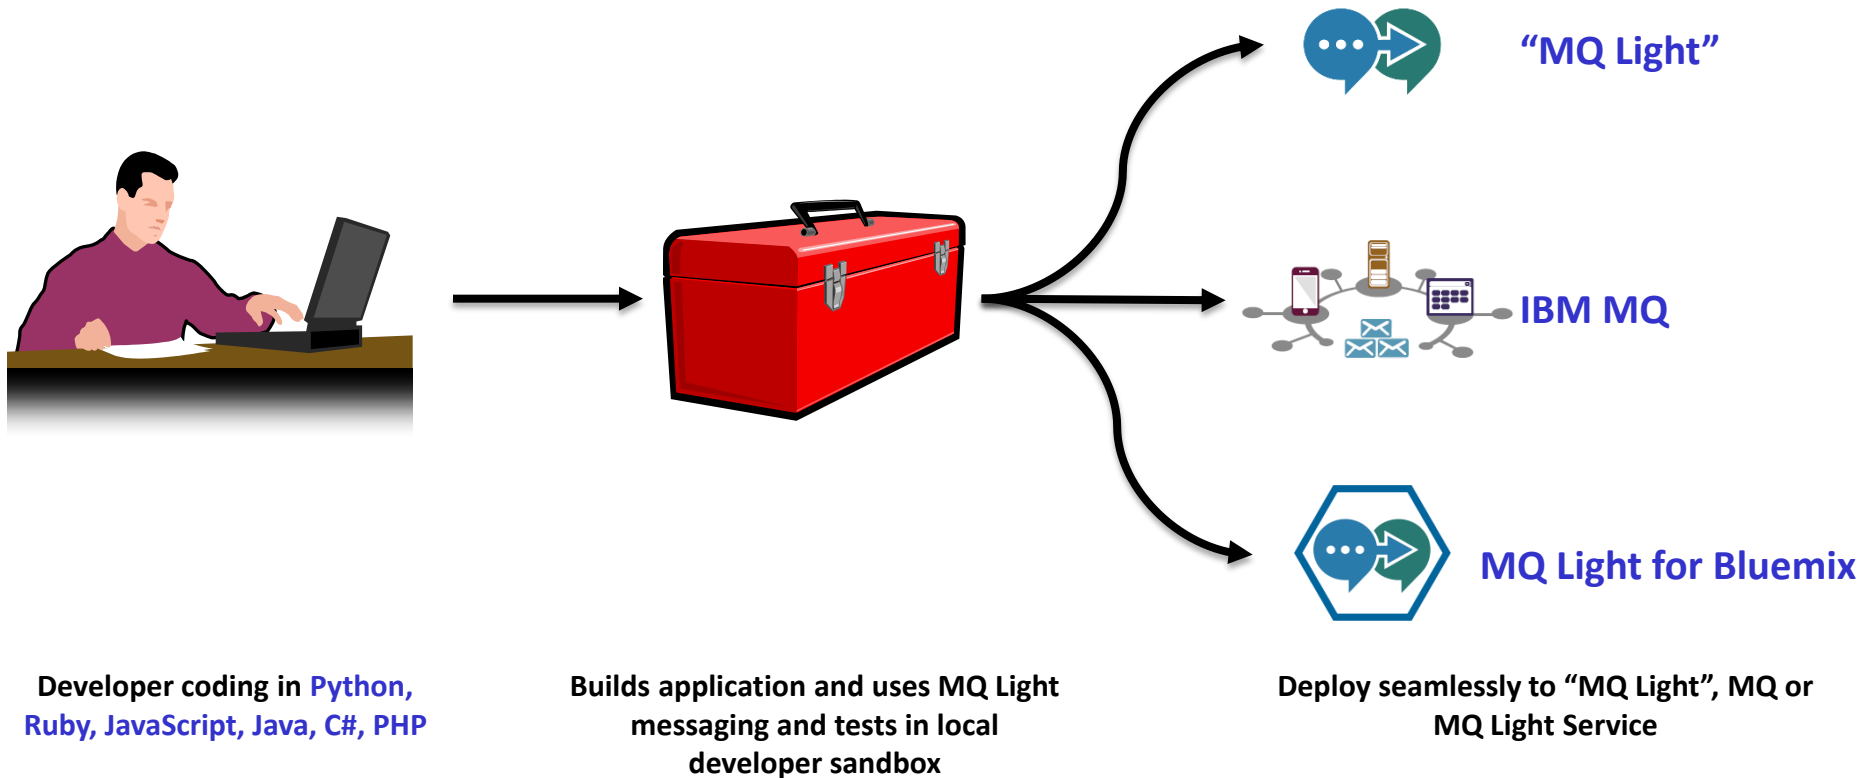 “MQ Light”
IBM MQ
MQ Light for Bluemix
Developer coding in Python,
Ruby, JavaScript, Java, C#, PHP
Builds application and uses MQ Light
messaging and tests in local
developer sandbox
Deploy seamlessly to “MQ Light”, MQ or
MQ Light Service